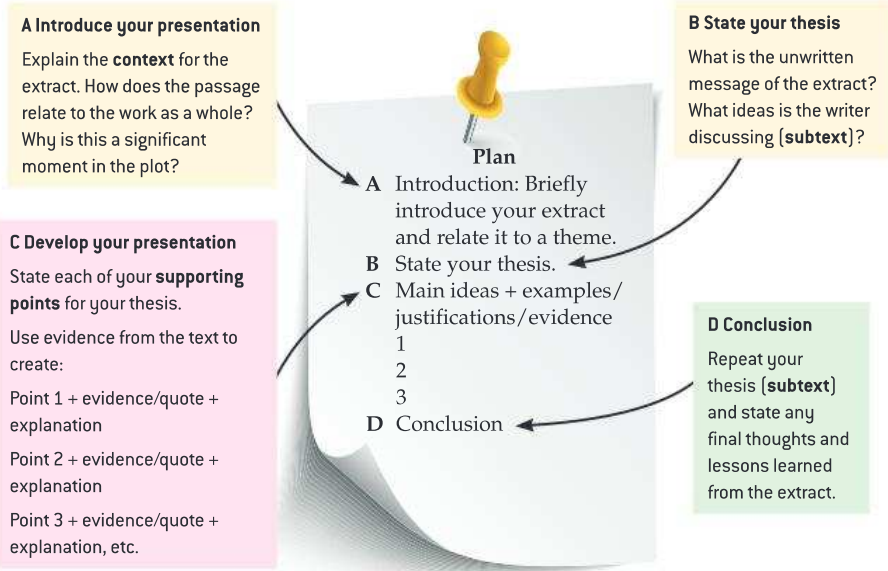 A Introduce your presentation
Explain the context for the
extract. How does the passage
relate to the work as a whole?
Why is this a significant
moment in the plot?
B State your thesis
What is the unwritten
message of the extract?
What ideas is the writer
discussing (subtext)?
Plan
A Introduction: Briefly
introduce your extract
and relate it to a theme.
B State your thesis.
C Main ideas + examples/
justifications/evidence
1
2
3
D Conclusion
C Develop your presentation
State each of your supporting
points for your thesis.
Use evidence from the text to
create:
Point 1 + evidence/quote +
explanation
Point 2 + evidence/quote +
explanation
Point 3 + evidence/quote +
explanation, etc.
D Conclusion
Repeat your
thesis (subtext)
and state any
final thoughts and
lessons learned
from the extract.